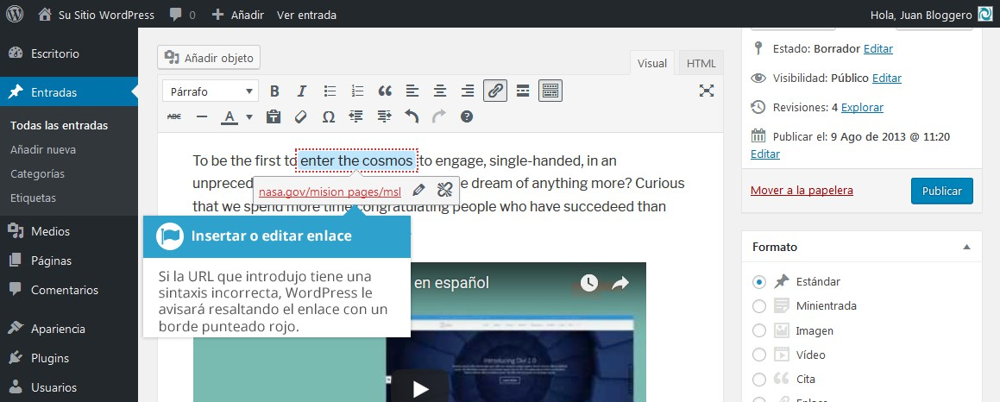 Su Sitio WordPress 0 Añadir Ver entrada Hola, Juan Bloggero
Escritorio
Entradas
Todas las entradas
Añadir nueva
Categorías
Etiquetas
Medios
Páginas
Comentarios
Apariencia
Plugins
Usuarios
Añadir objeto
Visual HTML
Párrafo B I
ABC A Ω ?
To be the first to enter the cosmos to engage, single-handed, in an
unpreced e dream of anything more? Curious
nasa.gov/mision pages/msl
that we spend more time congratulating people who have succedeed than
Insertar o editar enlace
Si la URL que introdujo tiene una
sintaxis incorrecta, WordPress le
avisará resaltando el enlace con un
borde punteado rojo.
en español
Introducing Divi 2.0
Estado: Borrador Editar
Visibilidad: Público Editar
Revisiones: 4 Explorar
Publicar el: 9 Ago de 2013 @ 11:20
Editar
Mover a la papelera Publicar
Formato
Estándar
Minientrada
Imagen
Vídeo
Cita
Enlace